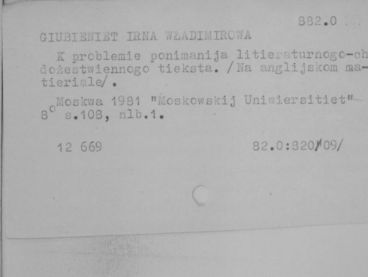 882.0
GIUBIENIET IRNA WŁADIMIROWA
K problemie ponimanija litieraturnogo-ch
dożestwiennogo tieksta. /Na anglijskom ma-
tieriale/.
Moskwa 1981 "Moskowskij Uniwiersitiet"
8° s.108, nlb.1.
12 669 82.0:820/09/